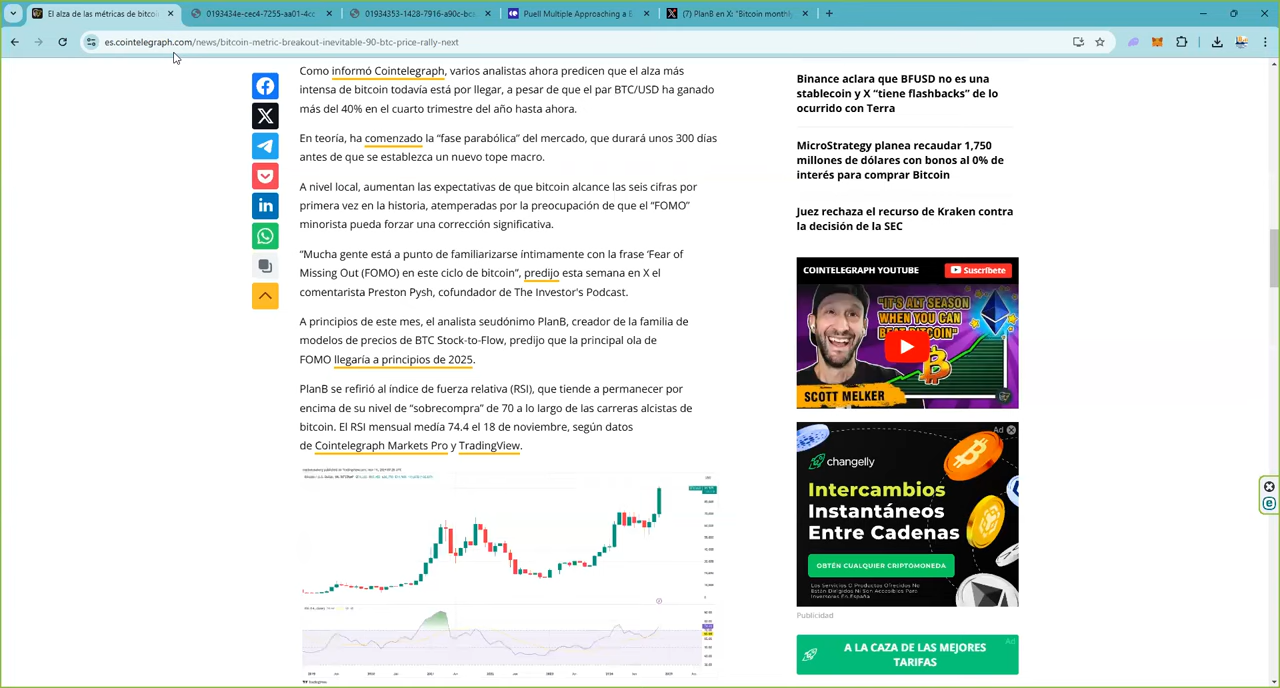 El alza de las métricas de bitcoi
0193434e-cec4-7255-aa01-4cc
01934353-1428-7916-a90c-bca
Puell Multiple Approaching a B
(7) PlanB en X: "Bitcoin monthly
es.cointelegraph.com/news/bitcoin-metric-breakout-inevitable-90-btc-price-rally-next
Como informó Cointelegraph, varios analistas ahora predicen que el alza más
intensa de bitcoin todavía está por llegar, a pesar de que el par BTC/USD ha ganado
más del 40% en el cuarto trimestre del año hasta ahora.
En teoría, ha comenzado la “fase parabólica” del mercado, que durará unos 300 días
antes de que se establezca un nuevo tope macro.
A nivel local, aumentan las expectativas de que bitcoin alcance las seis cifras por
primera vez en la historia, atemperadas por la preocupación de que el “FOMO”
minorista pueda forzar una corrección significativa.
“Mucha gente está a punto de familiarizarse íntimamente con la frase ‘Fear of
Missing Out (FOMO) en este ciclo de bitcoin”, predijo esta semana en X el
comentarista Preston Pysh, cofundador de The Investor's Podcast.
A principios de este mes, el analista seudónimo PlanB, creador de la familia de
modelos de precios de BTC Stock-to-Flow, predijo que la principal ola de
FOMO llegaría a principios de 2025.
PlanB se refirió al índice de fuerza relativa (RSI), que tiende a permanecer por
encima de su nivel de “sobrecompra” de 70 a lo largo de las carreras alcistas de
bitcoin. El RSI mensual medía 74.4 el 18 de noviembre, según datos
de Cointelegraph Markets Pro y TradingView.
Binance aclara que BFUSD no es una
stablecoin y X “tiene flashbacks” de lo
ocurrido con Terra
MicroStrategy planea recaudar 1,750
millones de dólares con bonos al 0% de
interés para comprar Bitcoin
Juez rechaza el recurso de Kraken contra
la decisión de la SEC
COINTELEGRAPH YOUTUBE
Suscríbete
"IT'S ALT SEASON
WHEN YOU CAN
BEAT BITCOIN"
SCOTT MELKER
Ad
changelly
Intercambios
Instantáneos
Entre Cadenas
OBTÉN CUALQUIER CRIPTOMONEDA
Publicidad
Ad
A LA CAZA DE LAS MEJORES
TARIFAS